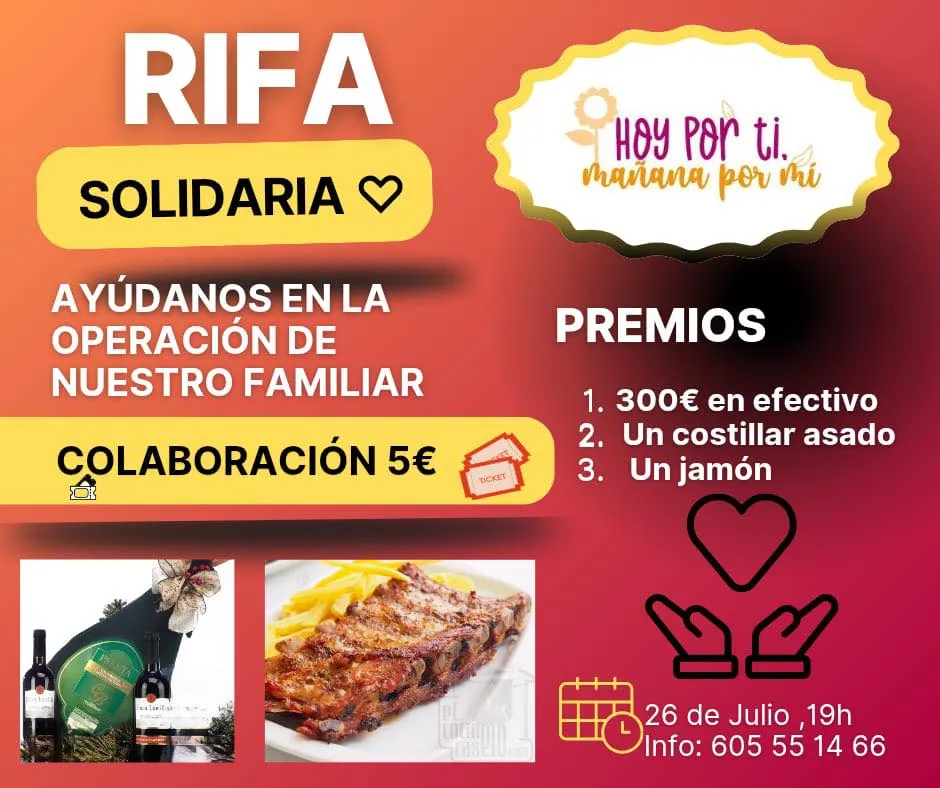 RIFA
SOLIDARIA
HOY POR Ti.
mañana por mí
AYÚDANOS EN LA
OPERACIÓN DE
NUESTRO FAMILIAR
COLABORACIÓN 5€
TICKET
PREMIOS
1. 300€ en efectivo
2. Un costillar asado
3. Un jamón
PALETA
26 de Julio ,19h
Info: 605 55 14 66